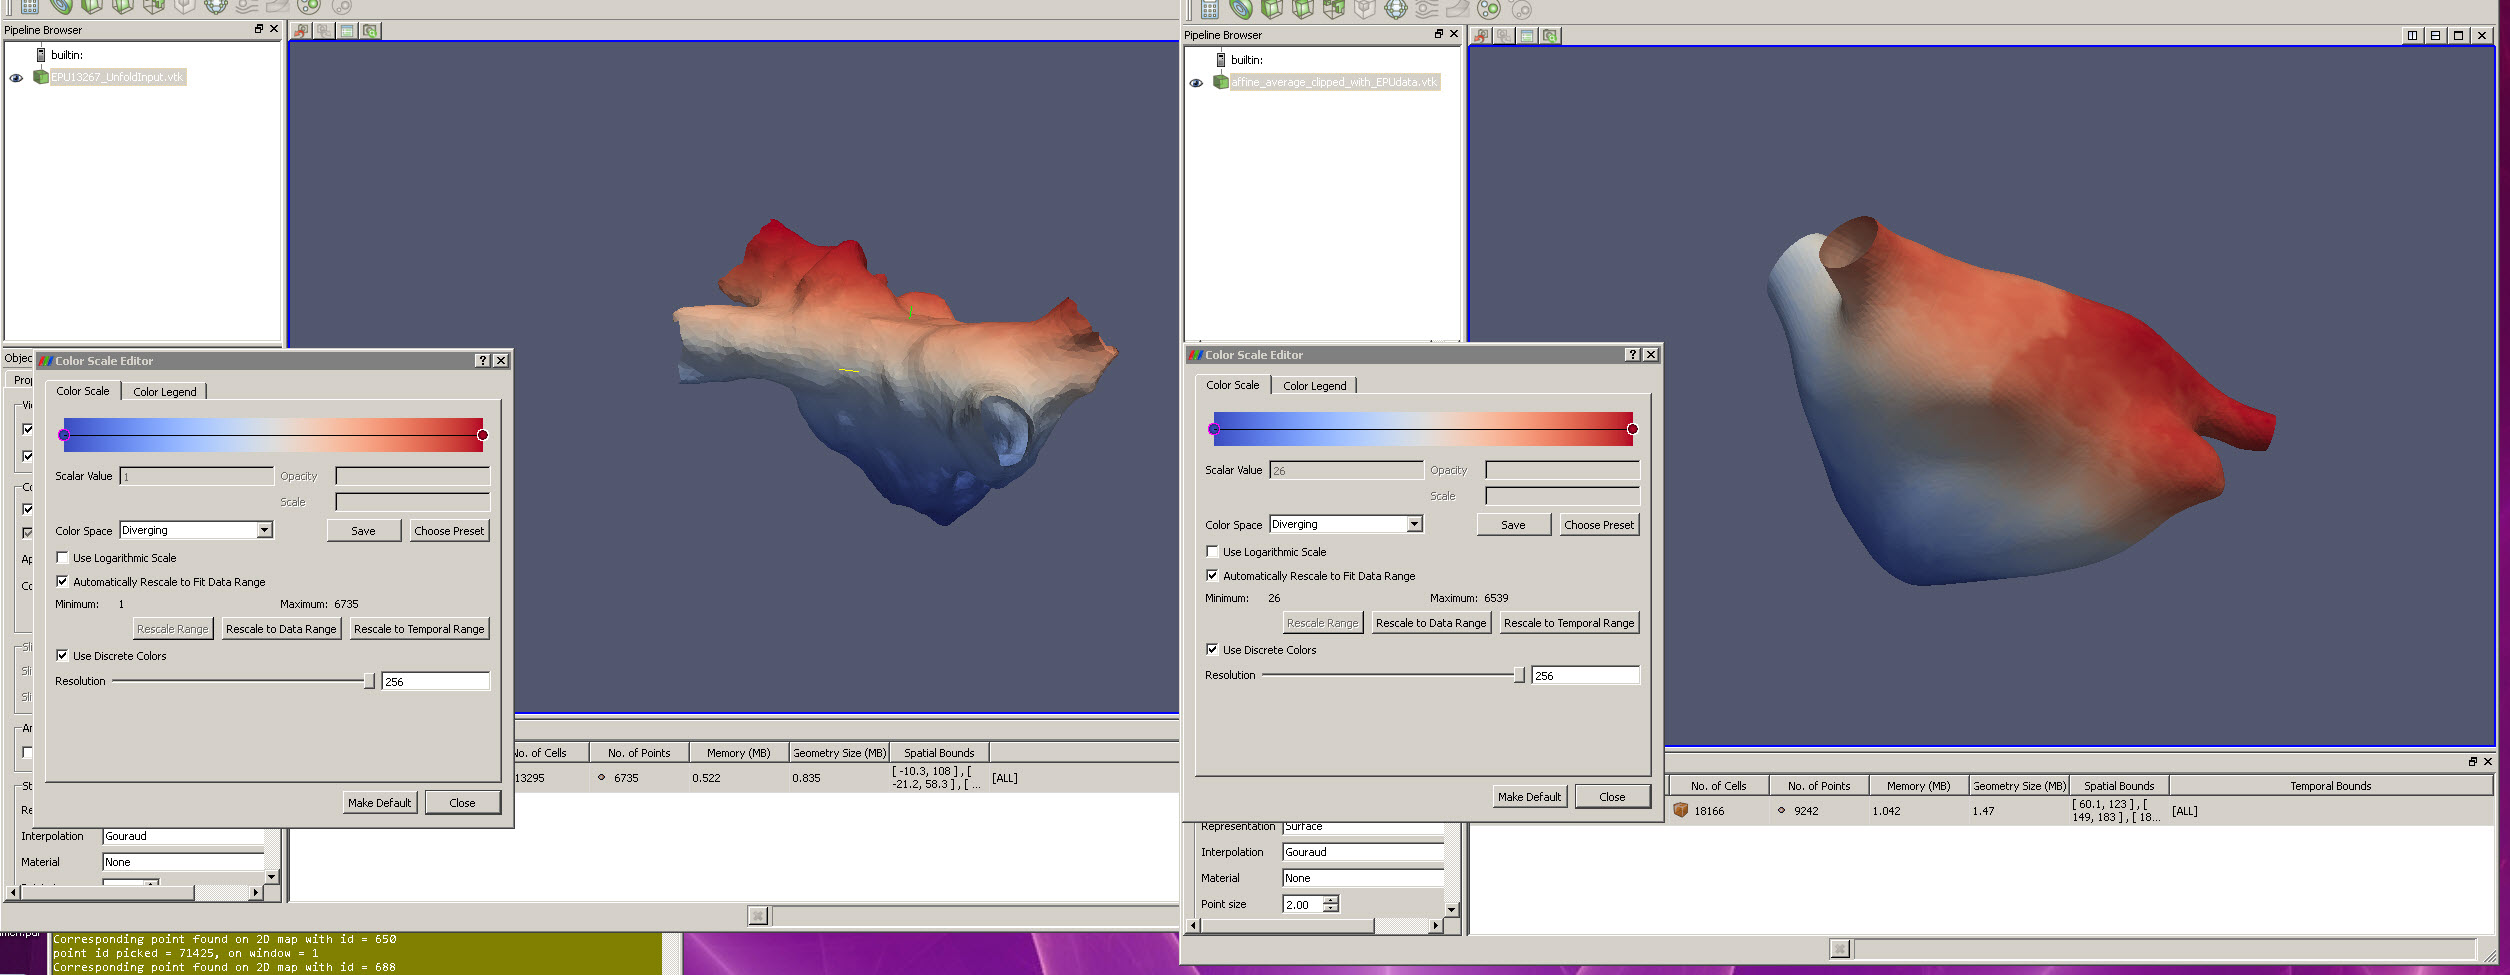 Pipeline Browser
builtin:
EPU13267_UnfoldInput.vtk
Color Scale Editor
Color Scale
Color Legend
Scalar Value
1
Opacity
Scale
Color Space
Diverging
Save
Choose Preset
Use Logarithmic Scale
Automatically Rescale to Fit Data Range
Minimum: 1
Maximum: 6735
Rescale Range
Rescale to Data Range
Rescale to Temporal Range
Use Discrete Colors
Resolution
256
Make Default
Close
Interpolation
Gouraud
Material
None
No. of Cells
No. of Points
Memory (MB)
Geometry Size (MB)
Spatial Bounds
13295
6735
0.522
0.835
[ -10.3, 108 ] , [
-21.2, 58.3 ] , [ ...
[ALL]
Corresponding point found on 2D map with id = 650
point id picked = 71425, on window = 1
Corresponding point found on 2D map with id = 688
Pipeline Browser
builtin:
affine_average_clipped_with_EPUdata.vtk
Color Scale Editor
Color Scale
Color Legend
Scalar Value
26
Opacity
Scale
Color Space
Diverging
Save
Choose Preset
Use Logarithmic Scale
Automatically Rescale to Fit Data Range
Minimum: 26
Maximum: 6539
Rescale Range
Rescale to Data Range
Rescale to Temporal Range
Use Discrete Colors
Resolution
256
Make Default
Close
Representation
Surface
Interpolation
Gouraud
Material
None
Point size
2.00
No. of Cells
No. of Points
Memory (MB)
Geometry Size (MB)
Spatial Bounds
Temporal Bounds
18166
9242
1.042
1.47
[ 60.1, 123 ] , [
149, 183 ] , [ 18...
[ALL]